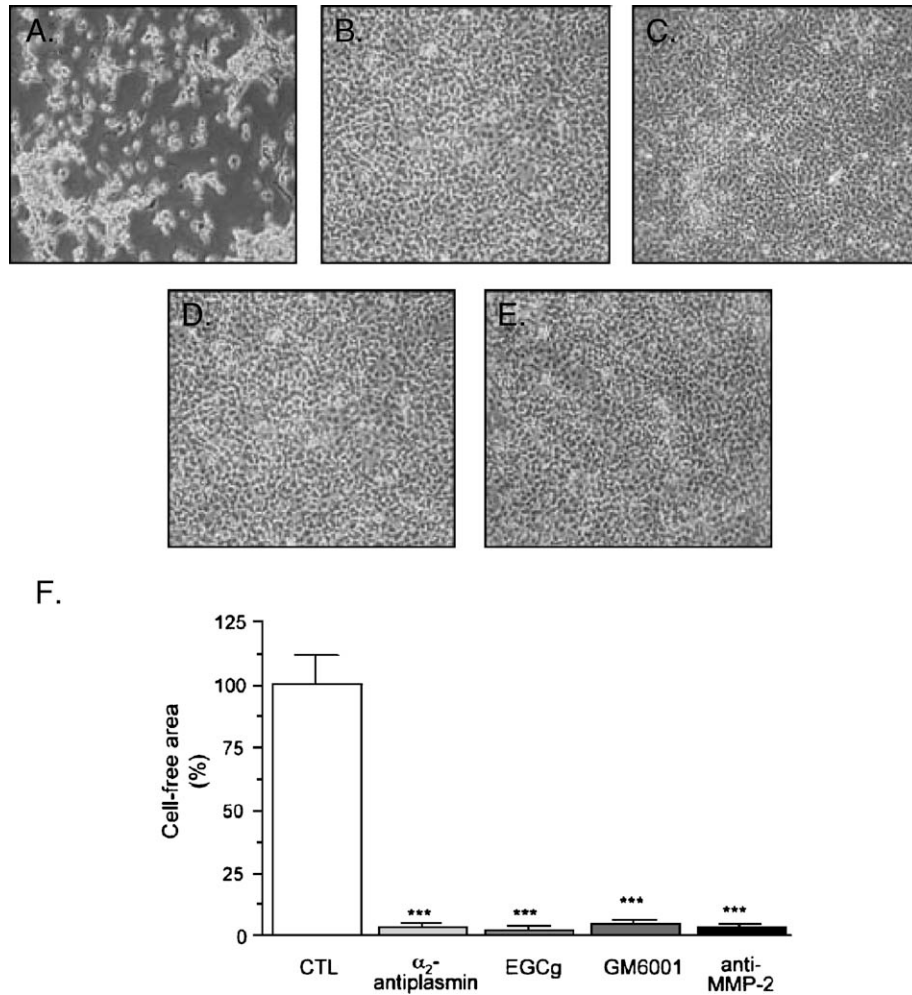 A.
B.
C.
D.
E.
F.
125
100
75
50
25
0
Cell-free area
(%)
***
***
***
***
CTL
α₂-
antiplasmin
EGCg
GM6001
anti-
MMP-2